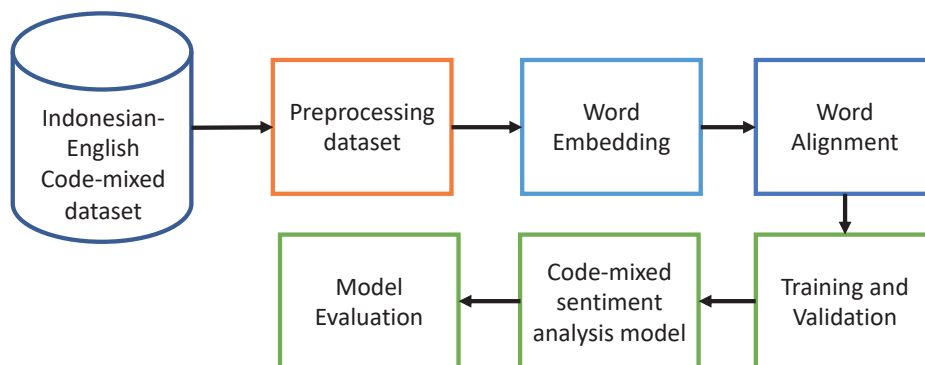 Indonesian-
English
Code-mixed
dataset
Preprocessing
dataset
Word
Embedding
Word
Alignment
Model
Evaluation
Code-mixed
sentiment
analysis model
Training and
Validation